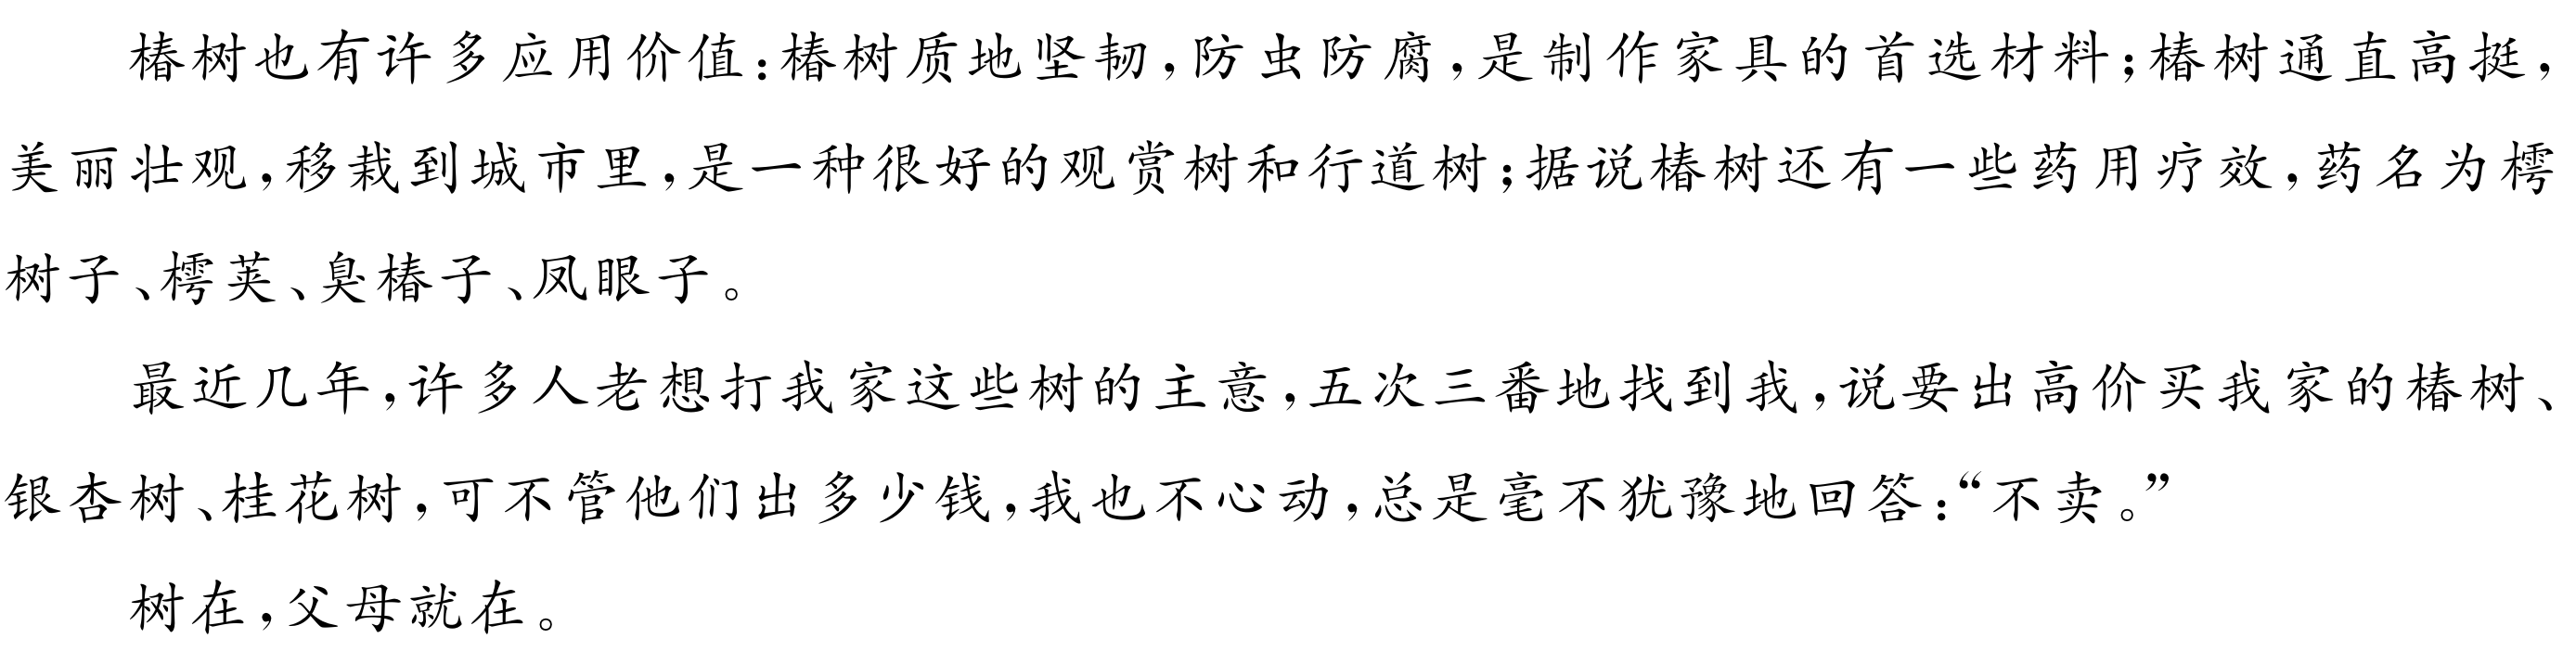 椿树也有许多应用价值：椿树质地坚韧，防虫防腐，是制作家具的首选材料；椿树通直高挺，
美丽壮观，移栽到城市里，是一种很好的观赏树和行道树；据说椿树还有一些药用疗效，药名为樗
树子、樗荚、臭椿子、凤眼子。
最近几年，许多人老想打我家这些树的主意，五次三番地找到我，说要出高价买我家的椿树、
银杏树、桂花树，可不管他们出多少钱，我也不心动，总是毫不犹豫地回答：“不卖。”
树在，父母就在。